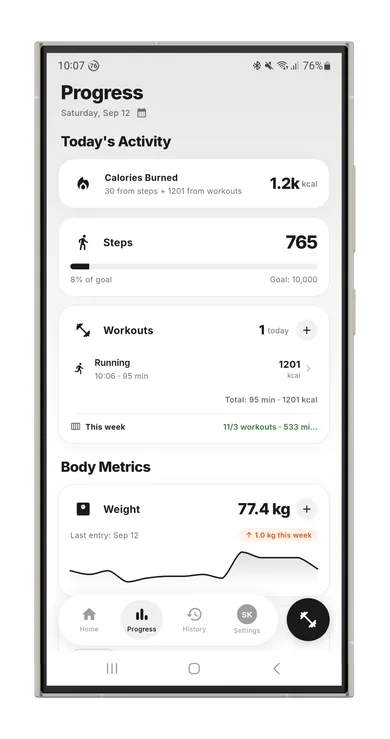 10:07 76 76%
Progress
Saturday, Sep 12
Today's Activity
Calories Burned
30 from steps + 1201 from workouts
1.2k kcal
Steps
765
8% of goal
Goal: 10,000
Workouts
1 today +
Running
10:06 · 95 min
1201
kcal
Total: 95 min · 1201 kcal
This week
11/3 workouts · 533 mi...
Body Metrics
Weight
77.4 kg +
Last entry: Sep 12
↑ 1.0 kg this week
Home
Progress
History
SK
Settings